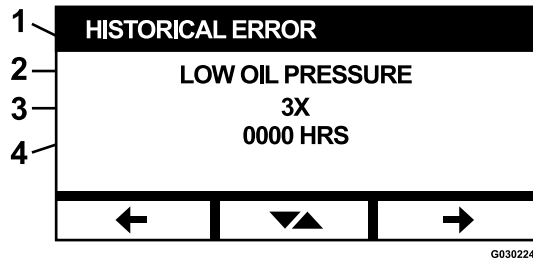 1
HISTORICAL ERROR
2
LOW OIL PRESSURE
3
3X
4
0000 HRS
G030224